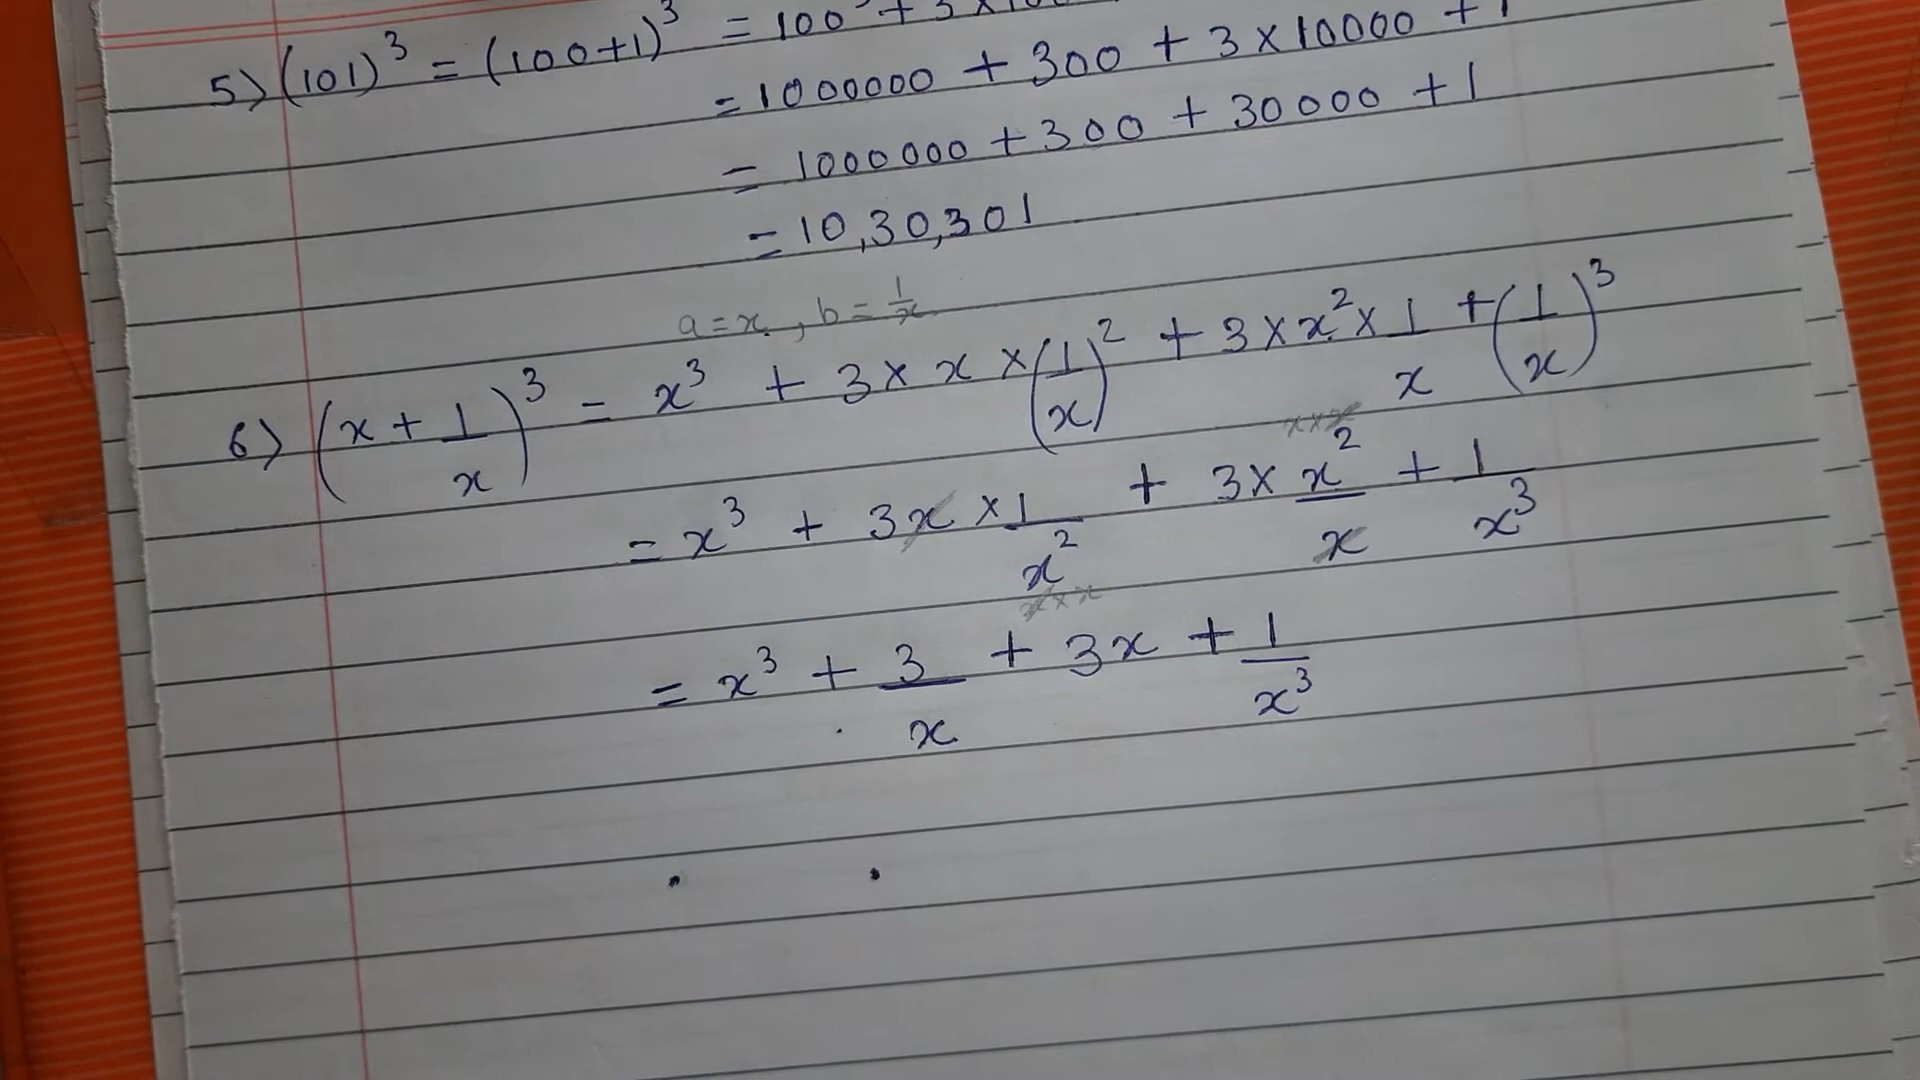 5) (101)³ = (100+1)³ = 100³ + 3 ×
= 1000000 + 300 + 3 × 10000 + 1
= 1000000 + 300 + 30000 + 1
= 10,30,301
a = x, b = 1/x
6) (x + 1/x)³ = x³ + 3 × x × (1/x)² + 3 × x² × 1/x + (1/x)³
x×x
= x³ + 3x × 1/x² + 3 × x²/x + 1/x³
x×x
= x³ + 3/x + 3x + 1/x³